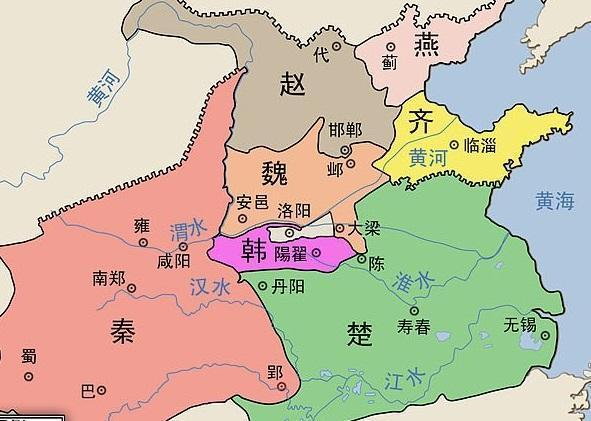 代
燕
蓟
赵
黄河
齐
邯郸
黄河
临淄
邺
魏
黄海
安邑
洛阳
雍
渭水
大梁
韩
陽翟
咸阳
陈
南郑
汉水
丹阳
淮水
秦
楚
寿春
无锡
蜀
巴
郢
江水